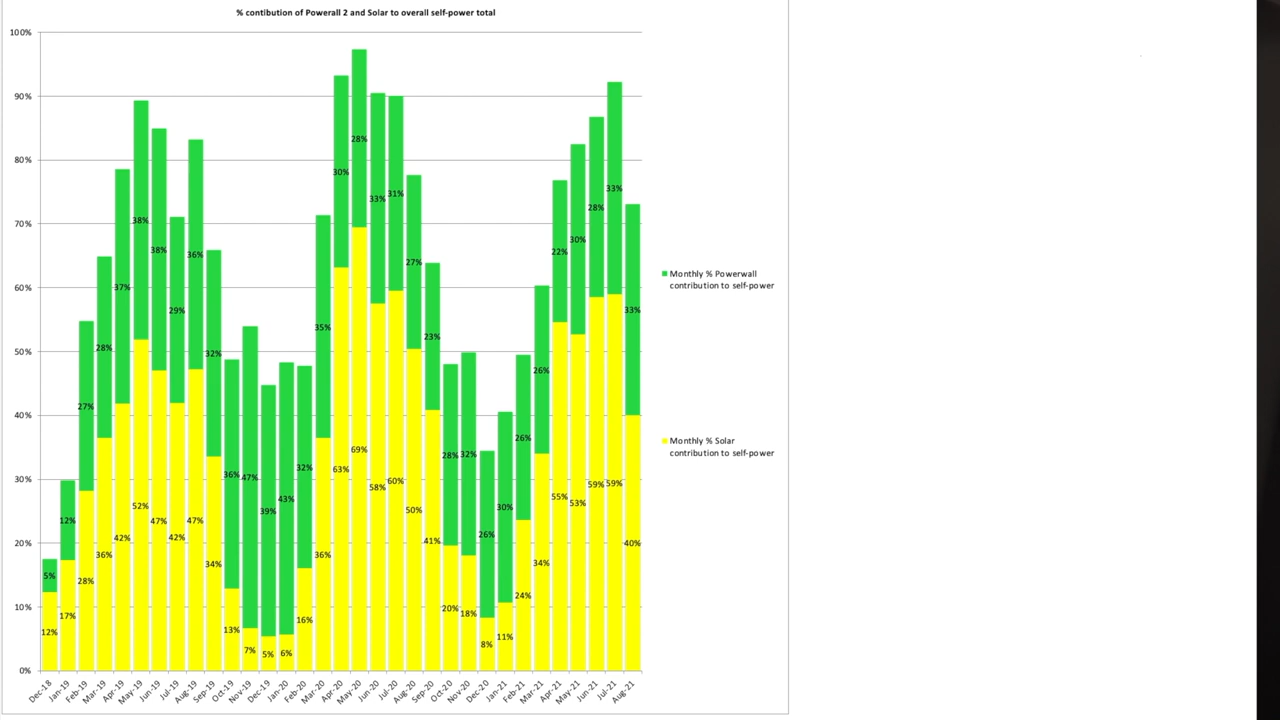 % contibution of Powerall 2 and Solar to overall self-power total
100%
90%
80%
70%
60%
50%
40%
30%
20%
10%
0%
5%
12%
27%
28%
37%
38%
38%
29%
36%
32%
36%
47%
39%
43%
32%
35%
30%
28%
33%
31%
27%
23%
28%
32%
26%
30%
26%
26%
22%
30%
28%
33%
33%
12%
17%
28%
36%
42%
52%
47%
42%
47%
34%
13%
7%
5%
6%
16%
36%
63%
69%
58%
60%
50%
41%
20%
18%
8%
11%
24%
34%
55%
53%
59%
59%
40%
Dec-18
Jan-19
Feb-19
Mar-19
Apr-19
May-19
Jun-19
Jul-19
Aug-19
Sep-19
Oct-19
Nov-19
Dec-19
Jan-20
Feb-20
Mar-20
Apr-20
May-20
Jun-20
Jul-20
Aug-20
Sep-20
Oct-20
Nov-20
Dec-20
Jan-21
Feb-21
Mar-21
Apr-21
May-21
Jun-21
Jul-21
Aug-21
Monthly % Powerwall
contribution to self-power
Monthly % Solar
contribution to self-power